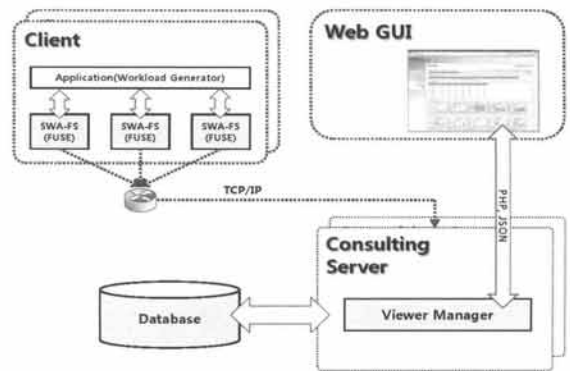 Client
Application(Workload Generator)
SWA-FS
(FUSE)
SWA-FS
(FUSE)
SWA-FS
(FUSE)
TCP/IP
Web GUI
PHP, JSON
Consulting
Server
Viewer Manager
Database